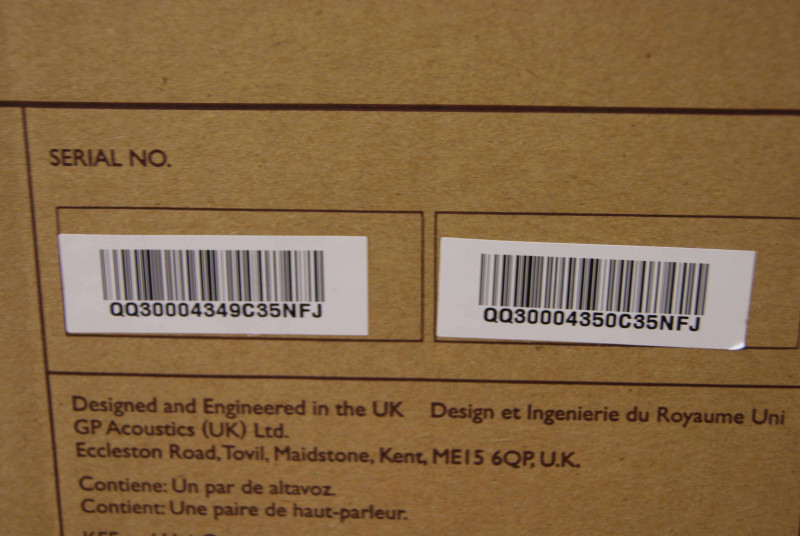 SERIAL NO.
QQ30004349C35NFJ
QQ30004350C35NFJ
Designed and Engineered in the UK Design et Ingenierie du Royaume Uni
GP Acoustics (UK) Ltd.
Eccleston Road, Tovil, Maidstone, Kent, ME15 6QP, U.K.
Contiene: Un par de altavoz.
Contient: Une paire de haut-parleur.